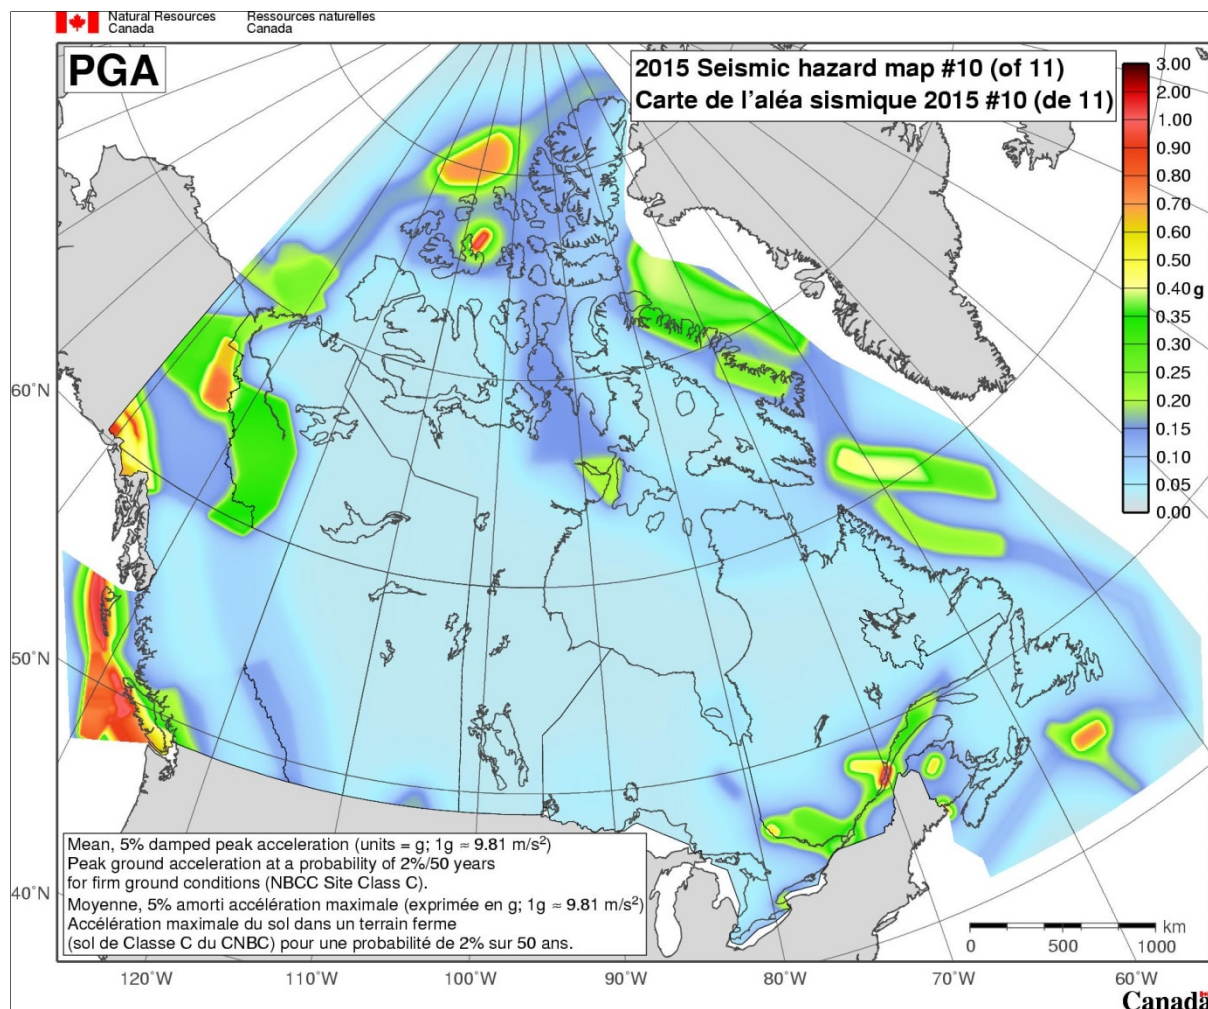 Natural Resources Ressources naturelles
Canada Canada
PGA
2015 Seismic hazard map #10 (of 11)
Carte de l'aléa sismique 2015 #10 (de 11)
3.00
2.00
1.00
0.90
0.80
0.70
0.60
0.50
0.40 g
0.35
0.30
0.25
0.20
0.15
0.10
0.05
0.00
60°N
50°N
40°N
Mean, 5% damped peak acceleration (units = g; 1g ≈ 9.81 m/s²)
Peak ground acceleration at a probability of 2%/50 years
for firm ground conditions (NBCC Site Class C).
Moyenne, 5% amorti accélération maximale (exprimée en g; 1g ≈ 9.81 m/s²)
Accélération maximale du sol dans un terrain ferme
(sol de Classe C du CNBC) pour une probabilité de 2% sur 50 ans.
km
0 500 1000
120°W 110°W 100°W 90°W 80°W 70°W 60°W
Canada